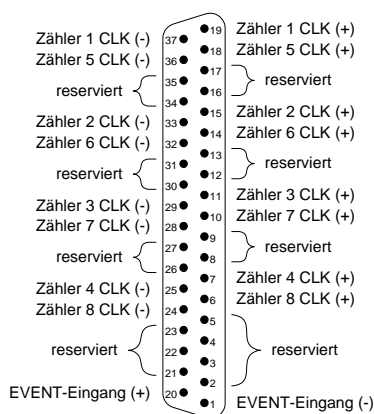 19 Zähler 1 CLK (+)
Zähler 1 CLK (-) 37
18 Zähler 5 CLK (+)
Zähler 5 CLK (-) 36
17
35
reserviert
reserviert
16
34
15 Zähler 2 CLK (+)
Zähler 2 CLK (-) 33
14 Zähler 6 CLK (+)
Zähler 6 CLK (-) 32
13
31
reserviert
reserviert
12
30
11 Zähler 3 CLK (+)
Zähler 3 CLK (-) 29
10 Zähler 7 CLK (+)
Zähler 7 CLK (-) 28
9
27
reserviert
reserviert
8
26
7 Zähler 4 CLK (+)
Zähler 4 CLK (-) 25
6 Zähler 8 CLK (+)
Zähler 8 CLK (-) 24
5
23
4
reserviert 22
3 reserviert
21
2
EVENT-Eingang (+) 20
1 EVENT-Eingang (-)